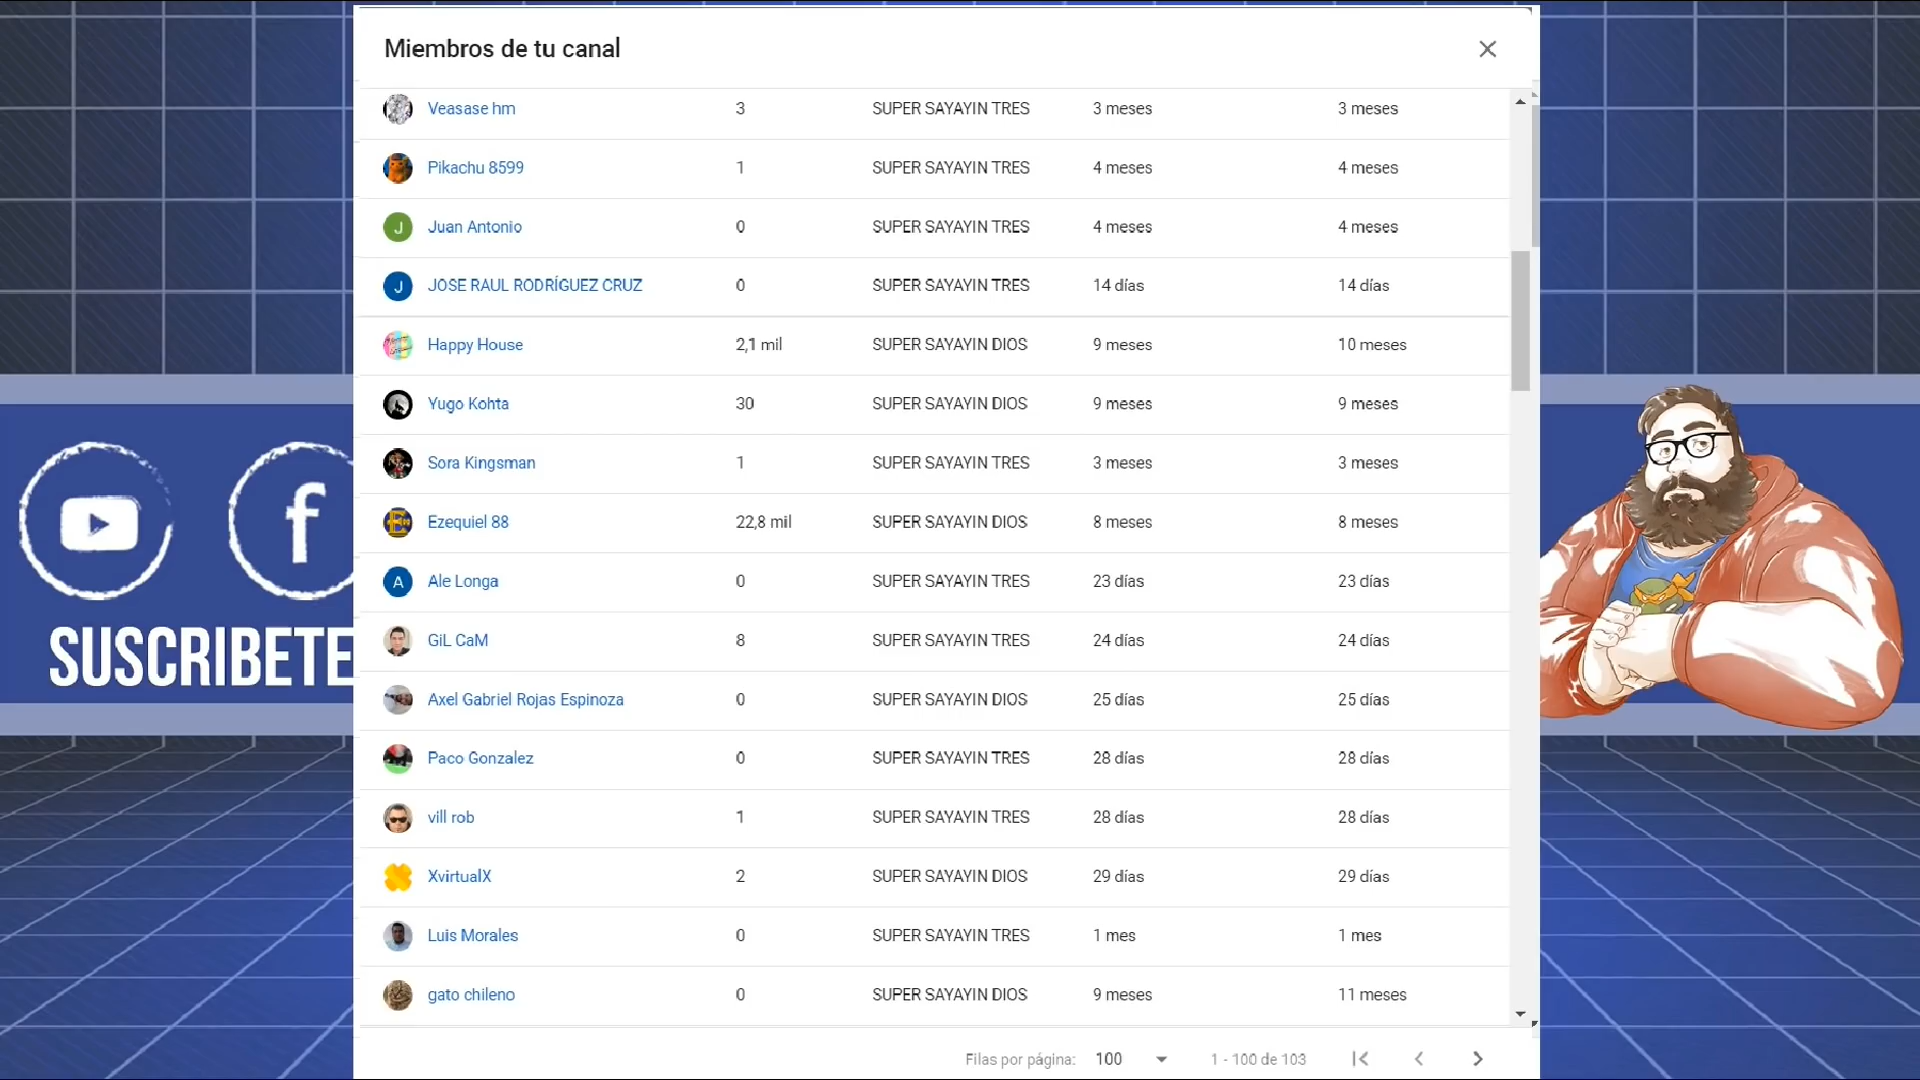 Miembros de tu canal
Veasase hm 3 SUPER SAYAYIN TRES 3 meses 3 meses
Pikachu 8599 1 SUPER SAYAYIN TRES 4 meses 4 meses
J Juan Antonio 0 SUPER SAYAYIN TRES 4 meses 4 meses
J JOSE RAUL RODRÍGUEZ CRUZ 0 SUPER SAYAYIN TRES 14 días 14 días
Happy House 2,1 mil SUPER SAYAYIN DIOS 9 meses 10 meses
Yugo Kohta 30 SUPER SAYAYIN DIOS 9 meses 9 meses
Sora Kingsman 1 SUPER SAYAYIN TRES 3 meses 3 meses
E Ezequiel 88 22,8 mil SUPER SAYAYIN DIOS 8 meses 8 meses
A Ale Longa 0 SUPER SAYAYIN TRES 23 días 23 días
GiL CaM 8 SUPER SAYAYIN TRES 24 días 24 días
Axel Gabriel Rojas Espinoza 0 SUPER SAYAYIN DIOS 25 días 25 días
Paco Gonzalez 0 SUPER SAYAYIN TRES 28 días 28 días
vill rob 1 SUPER SAYAYIN TRES 28 días 28 días
XvirtualX 2 SUPER SAYAYIN DIOS 29 días 29 días
Luis Morales 0 SUPER SAYAYIN TRES 1 mes 1 mes
gato chileno 0 SUPER SAYAYIN DIOS 9 meses 11 meses
Filas por página: 100 1 - 100 de 103
f
SUSCRIBETE